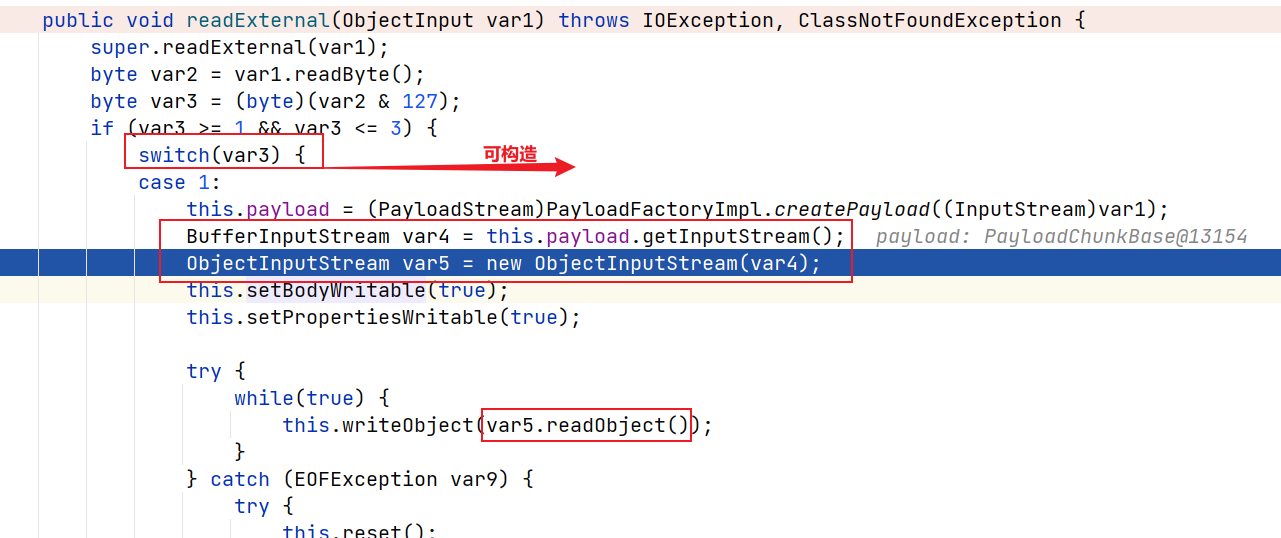 public void readExternal(ObjectInput var1) throws IOException, ClassNotFoundException {
super.readExternal(var1);
byte var2 = var1.readByte();
byte var3 = (byte)(var2 & 127);
if (var3 >= 1 && var3 <= 3) {
switch(var3) {
可构造
case 1:
this.payload = (PayloadStream)PayloadFactoryImpl.createPayload((InputStream)var1);
BufferInputStream var4 = this.payload.getInputStream(); payload: PayloadChunkBase@13154
ObjectInputStream var5 = new ObjectInputStream(var4);
this.setBodyWritable(true);
this.setPropertiesWritable(true);
try {
while(true) {
this.writeObject(var5.readObject());
}
} catch (EOFException var9) {
try {
this.reset();